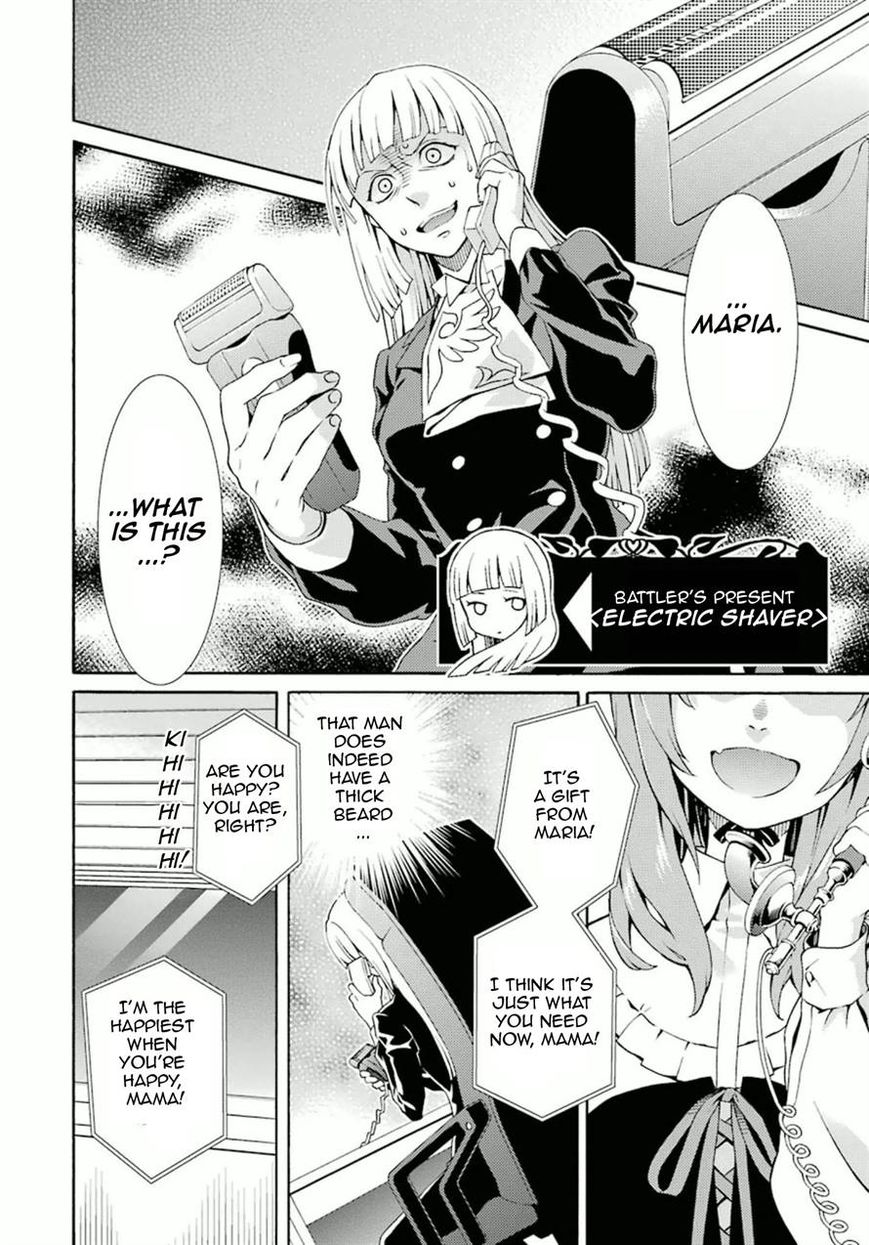 ...
MARIA.
...WHAT
IS THIS
...?
BATTLER'S PRESENT
<ELECTRIC SHAVER>
IT'S
A GIFT
FROM
MARIA!
I THINK IT'S
JUST WHAT
YOU NEED
NOW, MAMA!
THAT MAN
DOES
INDEED
HAVE A
THICK
BEARD
...
ARE YOU
HAPPY?
YOU ARE,
RIGHT?
KI
HI
HI
HI
HI
HI!
I'M THE
HAPPIEST
WHEN
YOU'RE
HAPPY,
MAMA!